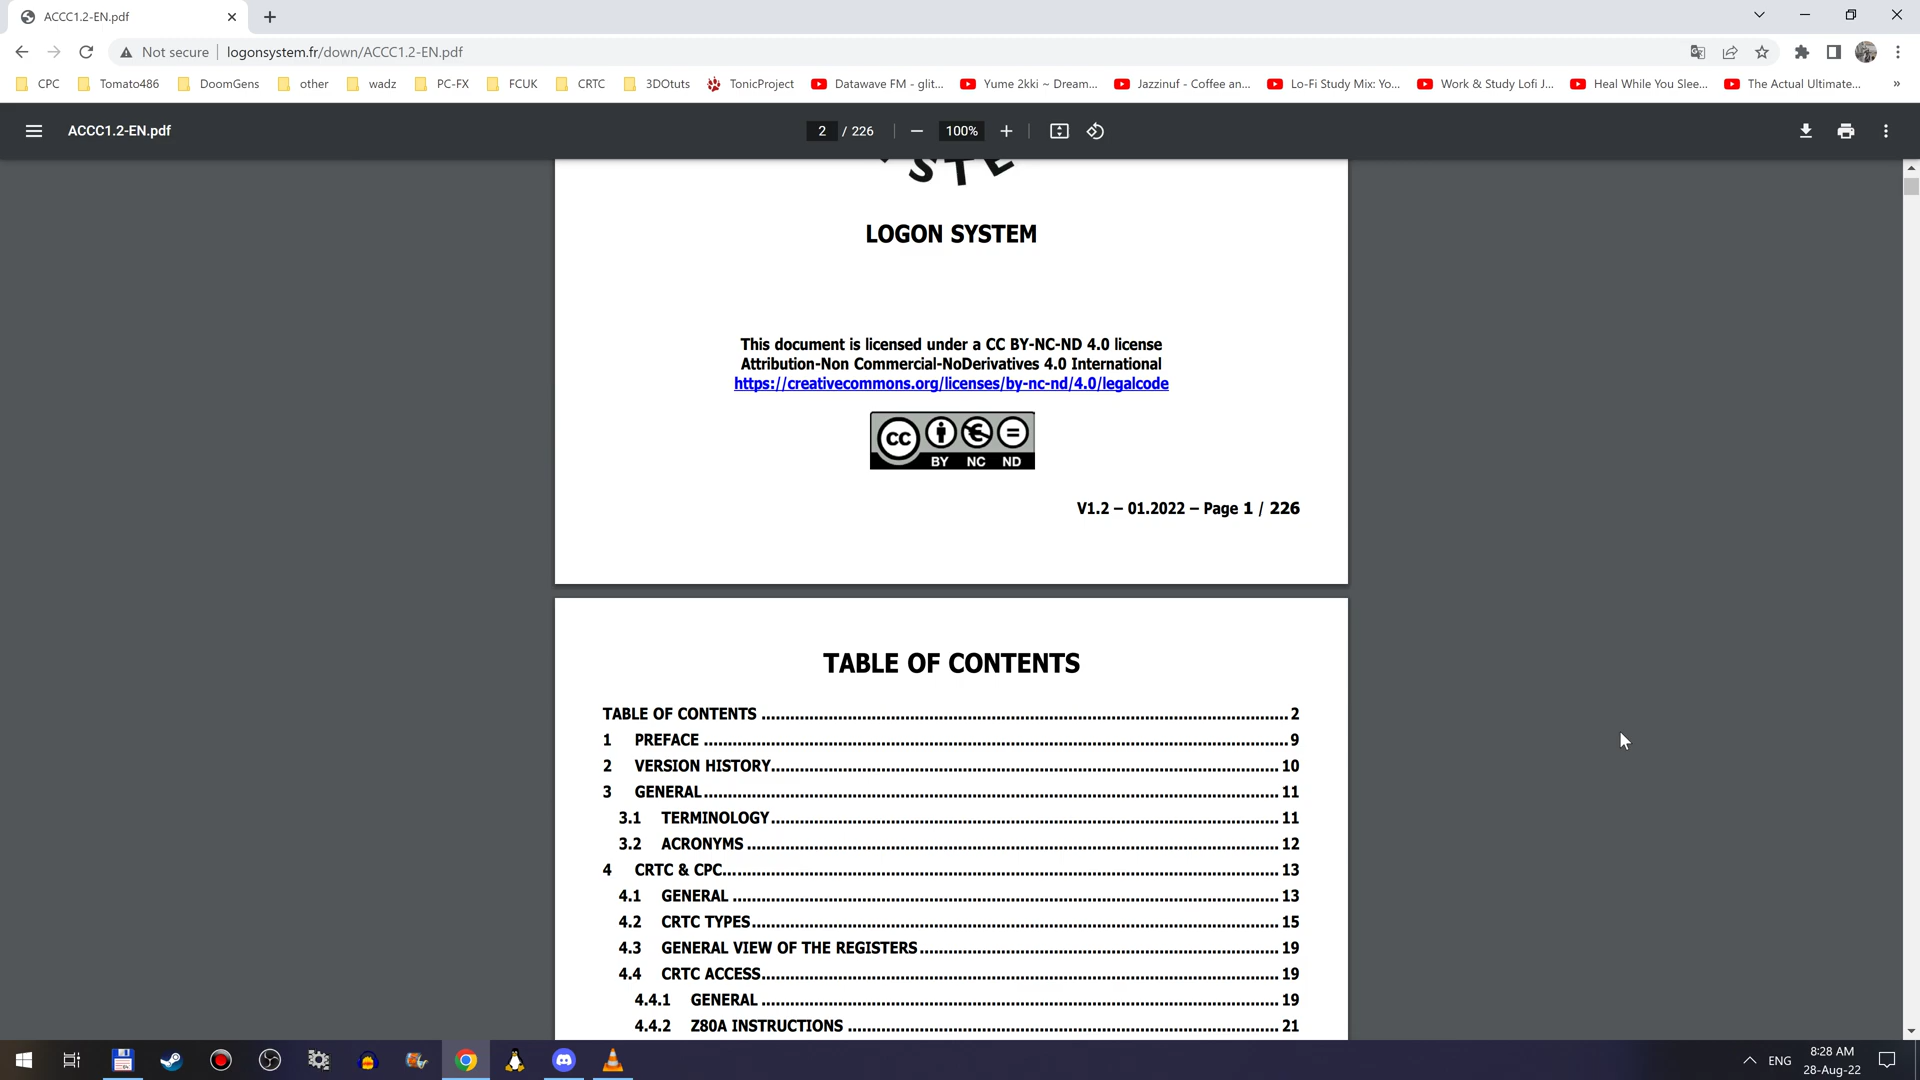 ACCC1.2-EN.pdf
Not secure logonsystem.fr/down/ACCC1.2-EN.pdf
CPC Tomato486 DoomGens other wadz PC-FX FCUK CRTC 3DOtuts TonicProject Datawave FM - glit... Yume 2kki ~ Dream... Jazzinuf - Coffee an... Lo-Fi Study Mix: Yo... Work & Study Lofi J... Heal While You Slee... The Actual Ultimate... »
ACCC1.2-EN.pdf 2 / 226 100%
STE
LOGON SYSTEM
This document is licensed under a CC BY-NC-ND 4.0 license
Attribution-Non Commercial-NoDerivatives 4.0 International
https://creativecommons.org/licenses/by-nc-nd/4.0/legalcode
CC BY NC ND
V1.2 – 01.2022 – Page 1 / 226
TABLE OF CONTENTS
TABLE OF CONTENTS ........ 2
1 PREFACE ........ 9
2 VERSION HISTORY ........ 10
3 GENERAL ........ 11
3.1 TERMINOLOGY ........ 11
3.2 ACRONYMS ........ 12
4 CRTC & CPC ........ 13
4.1 GENERAL ........ 13
4.2 CRTC TYPES ........ 15
4.3 GENERAL VIEW OF THE REGISTERS ........ 19
4.4 CRTC ACCESS ........ 19
4.4.1 GENERAL ........ 19
4.4.2 Z80A INSTRUCTIONS ........ 21
ENG 8:28 AM
28-Aug-22